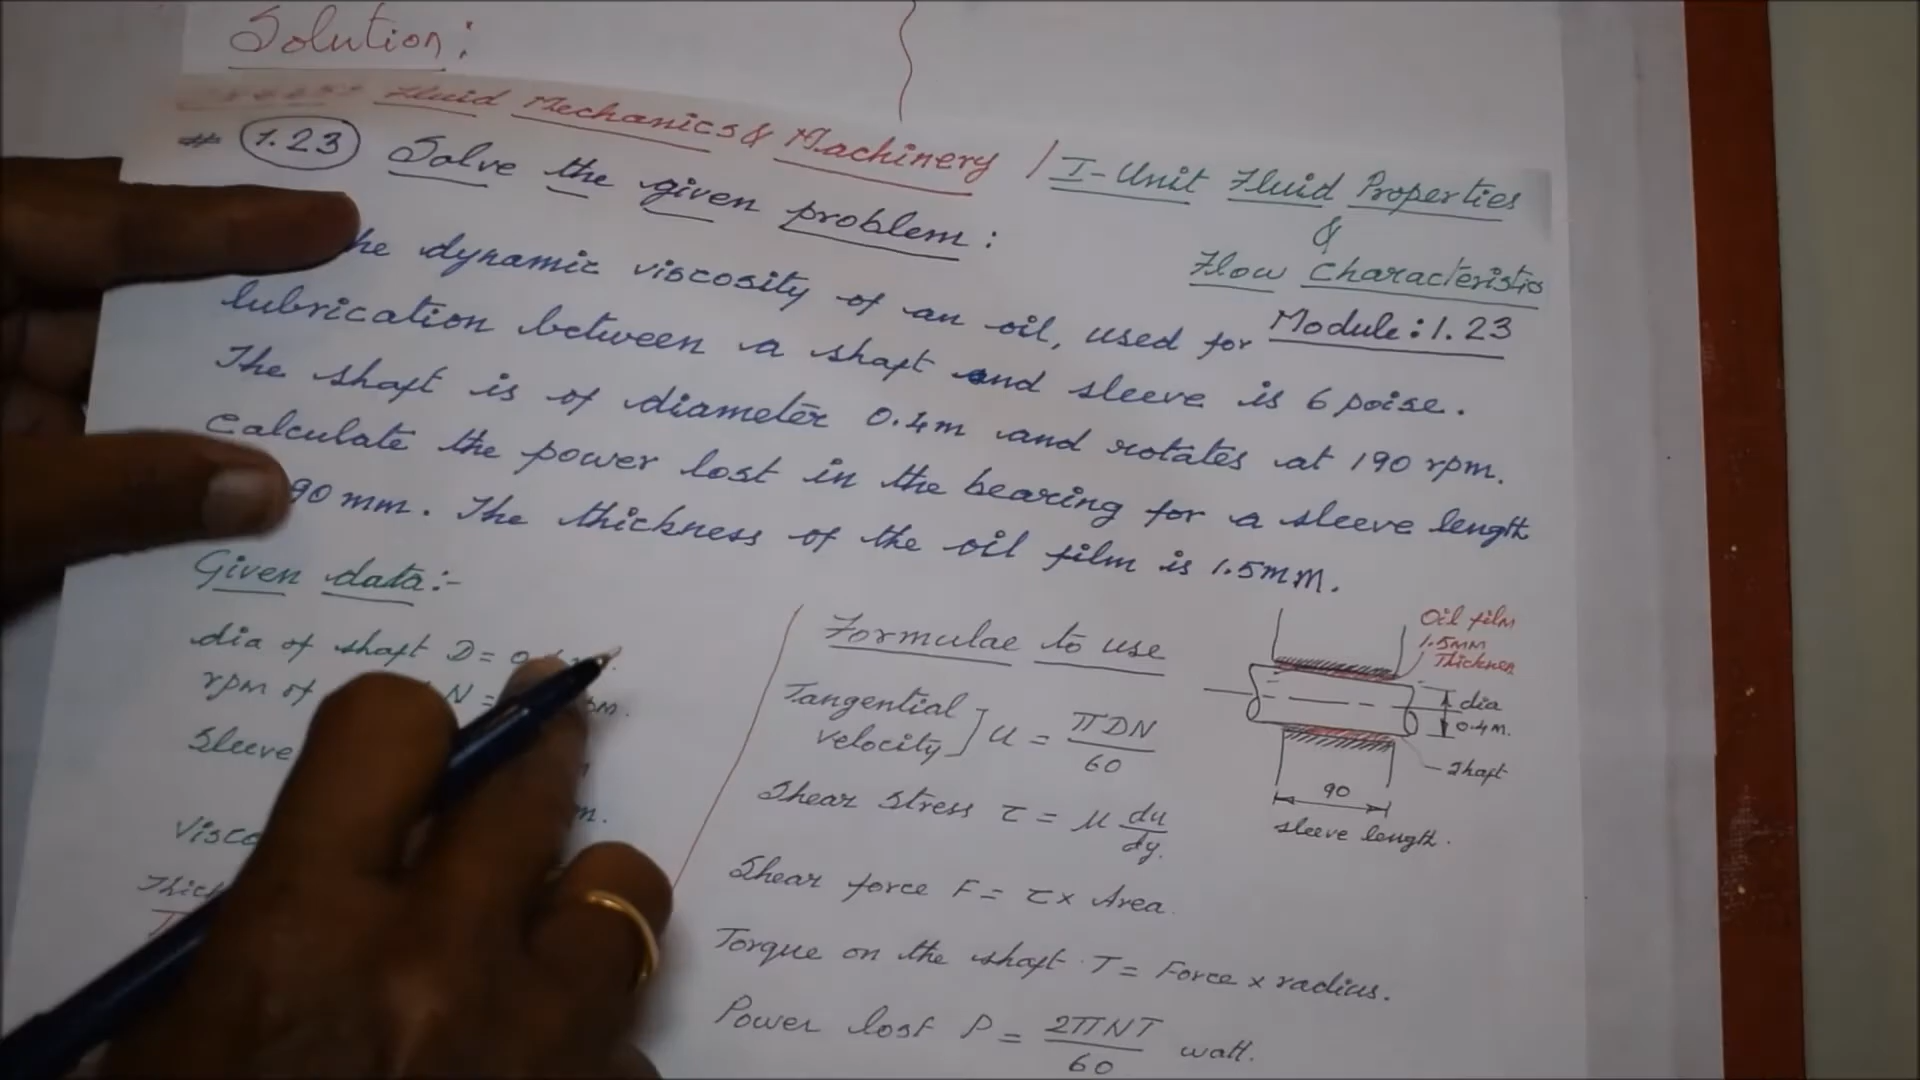 Solution:
Fluid Mechanics & Machinery / I-Unit Fluid Properties
&
Flow Characteristics
Module: 1.23
# 1.23 Solve the given problem:
he dynamic viscosity of an oil, used for
lubrication between a shaft and sleeve is 6 poise.
The shaft is of diameter 0.4m and rotates at 190 rpm.
Calculate the power lost in the bearing for a sleeve length
90 mm. The thickness of the oil film is 1.5mm.
Given data:-
dia of shaft D =
rpm of N =
Sleeve
Formulae to use
Tangential velocity] u = πDN/60
Shear stress τ = μ du/dy.
Shear force F = τ x Area.
Torque on the shaft T = Force x radius.
Power lost P = 2πNT/60 watt.
Oil film
1.5mm
Thickness
dia
0.4m.
Shaft
90
sleeve length.